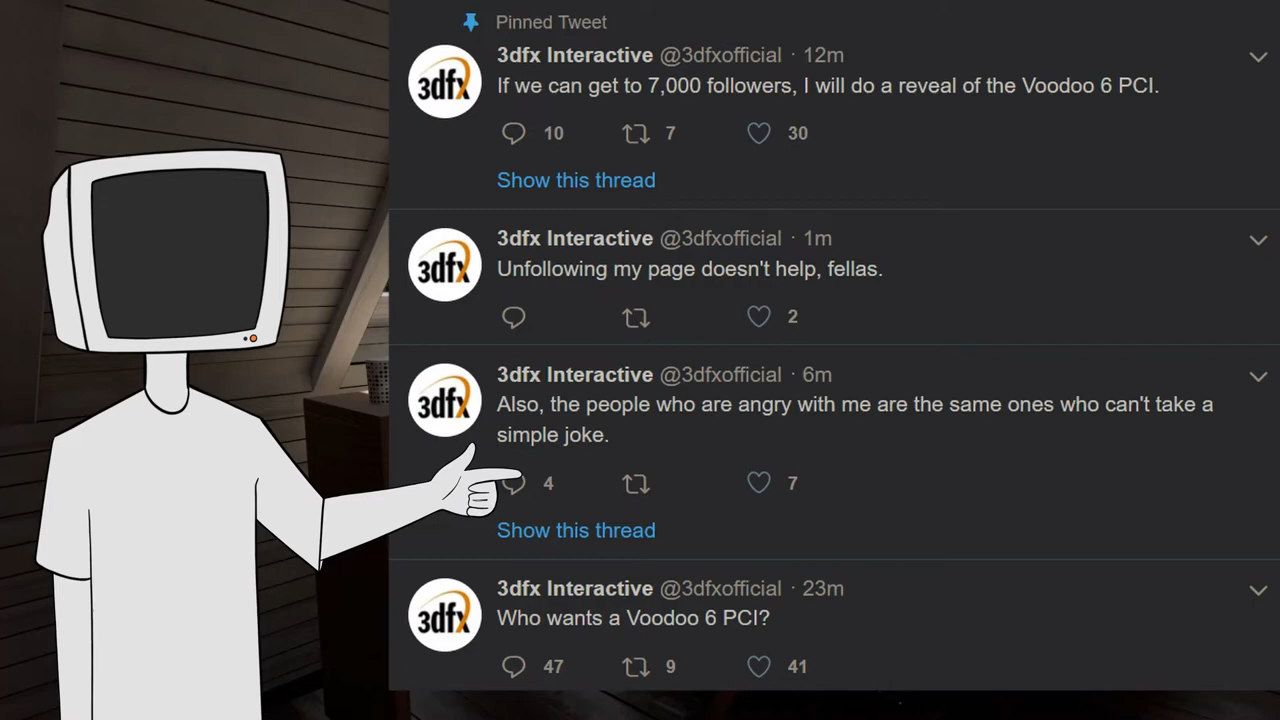 Pinned Tweet
3dfx Interactive @3dfxofficial · 12m
If we can get to 7,000 followers, I will do a reveal of the Voodoo 6 PCI.
10 7 30
Show this thread
3dfx Interactive @3dfxofficial · 1m
Unfollowing my page doesn't help, fellas.
2
3dfx Interactive @3dfxofficial · 6m
Also, the people who are angry with me are the same ones who can't take a
simple joke.
4 7
Show this thread
3dfx Interactive @3dfxofficial · 23m
Who wants a Voodoo 6 PCI?
47 9 41
3dfx
3dfx
3dfx
3dfx